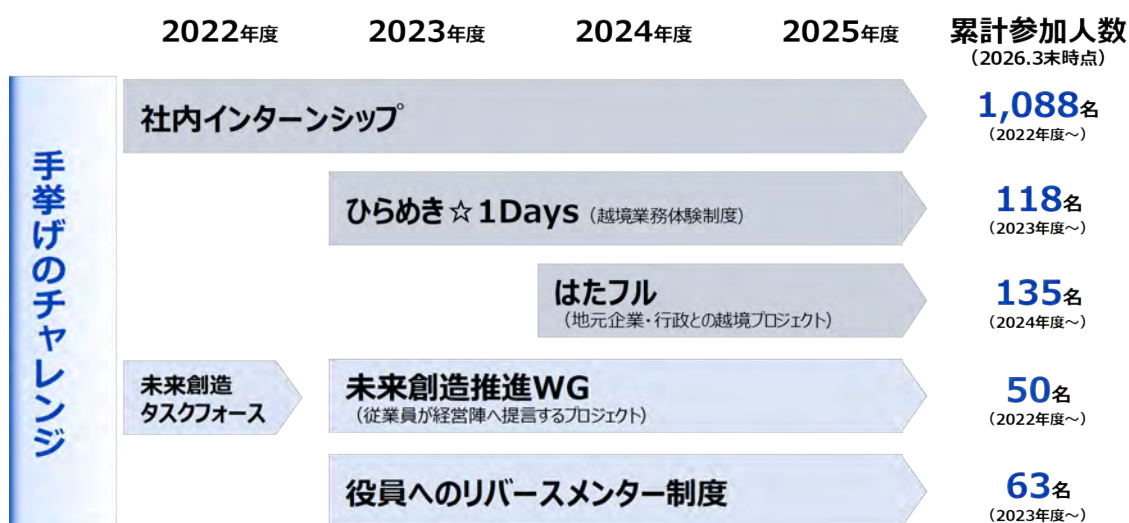 2022年度
2023年度
2024年度
2025年度
累計参加人数
（2026.3末時点）
手挙げのチャレンジ
社内インターンシップ
1,088名
（2022年度～）
ひらめき☆1Days（越境業務体験制度）
118名
（2023年度～）
はたフル
（地元企業・行政との越境プロジェクト）
135名
（2024年度～）
未来創造
タスクフォース
未来創造推進WG
（従業員が経営陣へ提言するプロジェクト）
50名
（2022年度～）
役員へのリバースメンター制度
63名
（2023年度～）